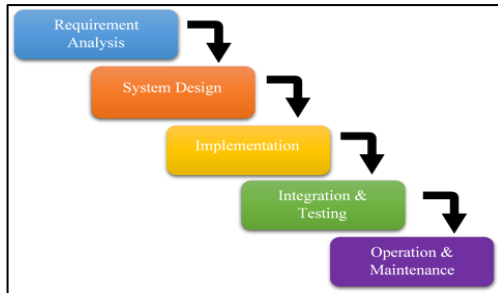 Requirement
Analysis
System Design
Implementation
Integration &
Testing
Operation &
Maintenance